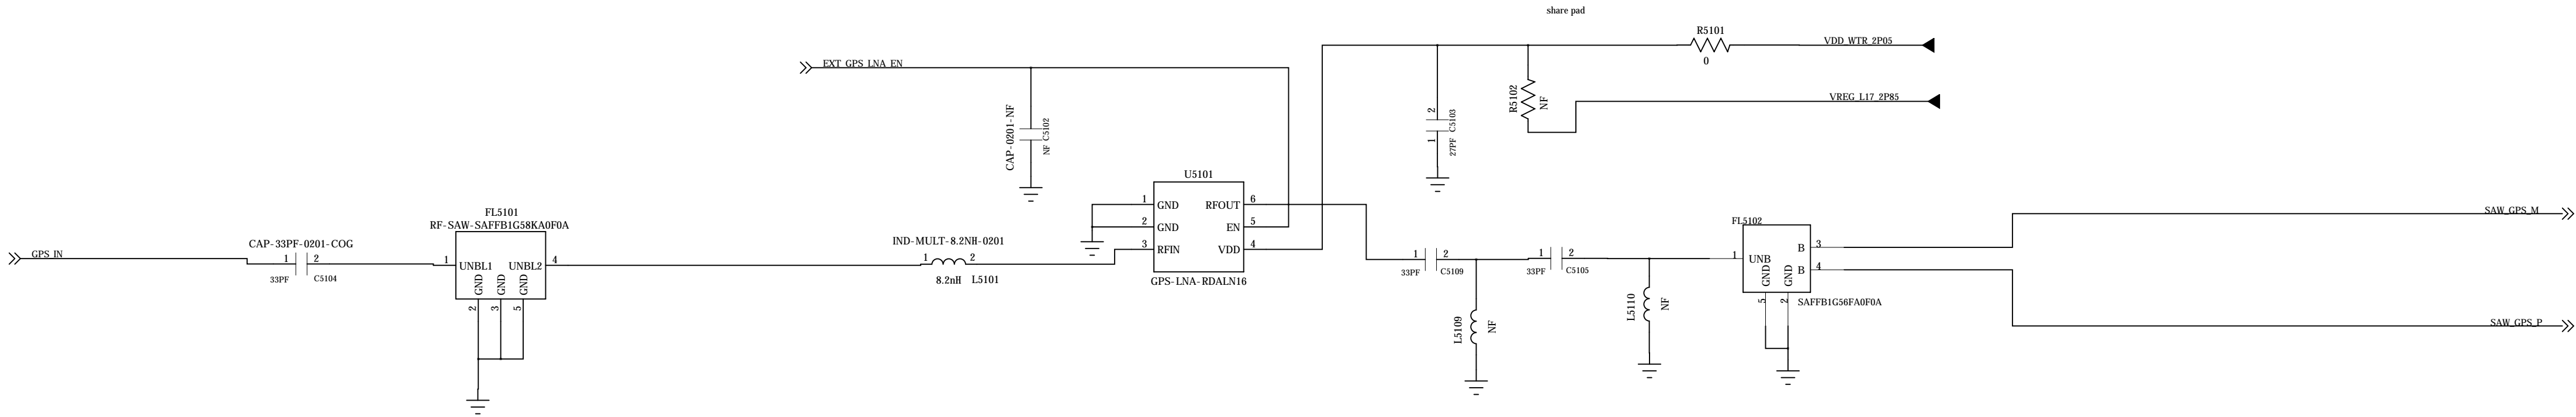 share pad
R5101
VDD_WTR_2P05
0
EXT_GPS_LNA_EN
R5102
NF
VREG_L17_2P85
CAP-0201-NF
NF C5102
2
1
27PF C5103
U5101
1 GND RFOUT 6
2 GND EN 5
3 RFIN VDD 4
GPS-LNA-RDALN16
FL5101
RF-SAW-SAFFB1G58KA0F0A
1 UNBL1 UNBL2 4
GND GND GND
2 3 5
GPS_IN
CAP-33PF-0201-COG
1 2
33PF C5104
IND-MULT-8.2NH-0201
1 2
8.2nH L5101
1 2
33PF C5109
1 2
33PF C5105
L5109
NF
L5110
NF
FL5102
1 UNB
B 3
B 4
GND GND
5 2
SAFFB1G56FA0F0A
SAW_GPS_M
SAW_GPS_P